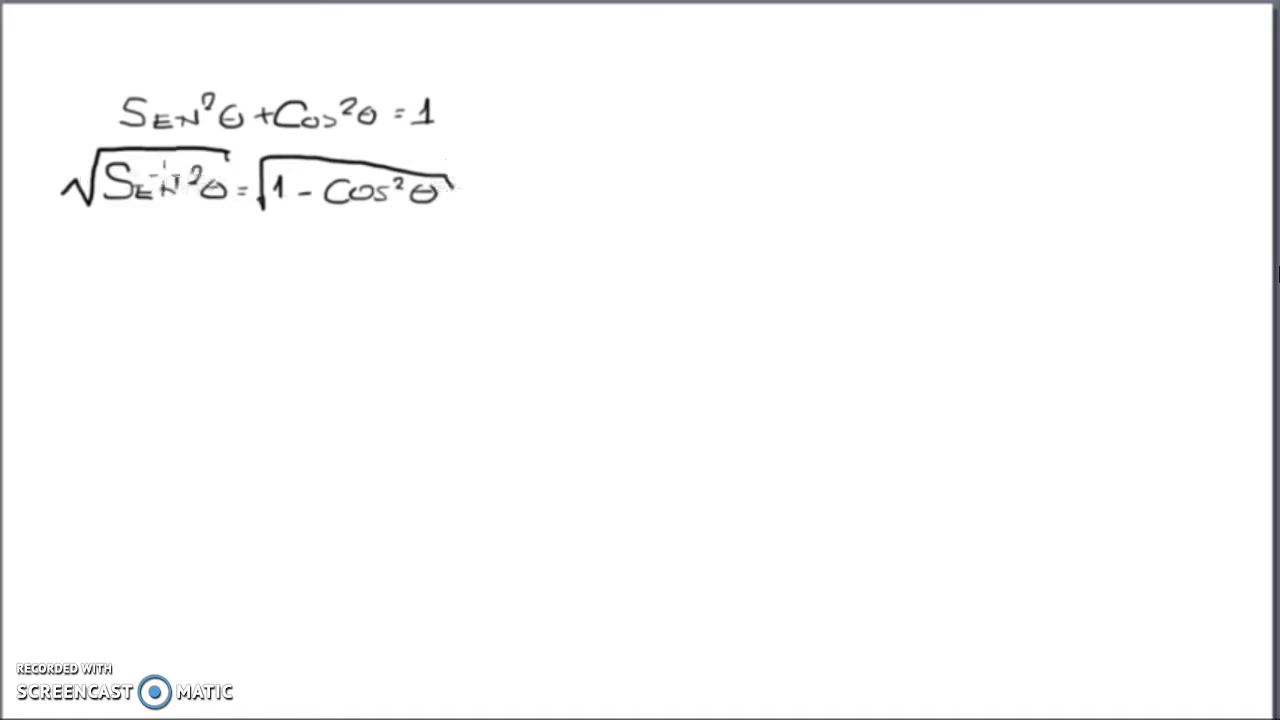 SEN²θ + Cos²θ = 1
√SEN²θ = √1 - Cos²θ
RECORDED WITH
SCREENCAST MATIC